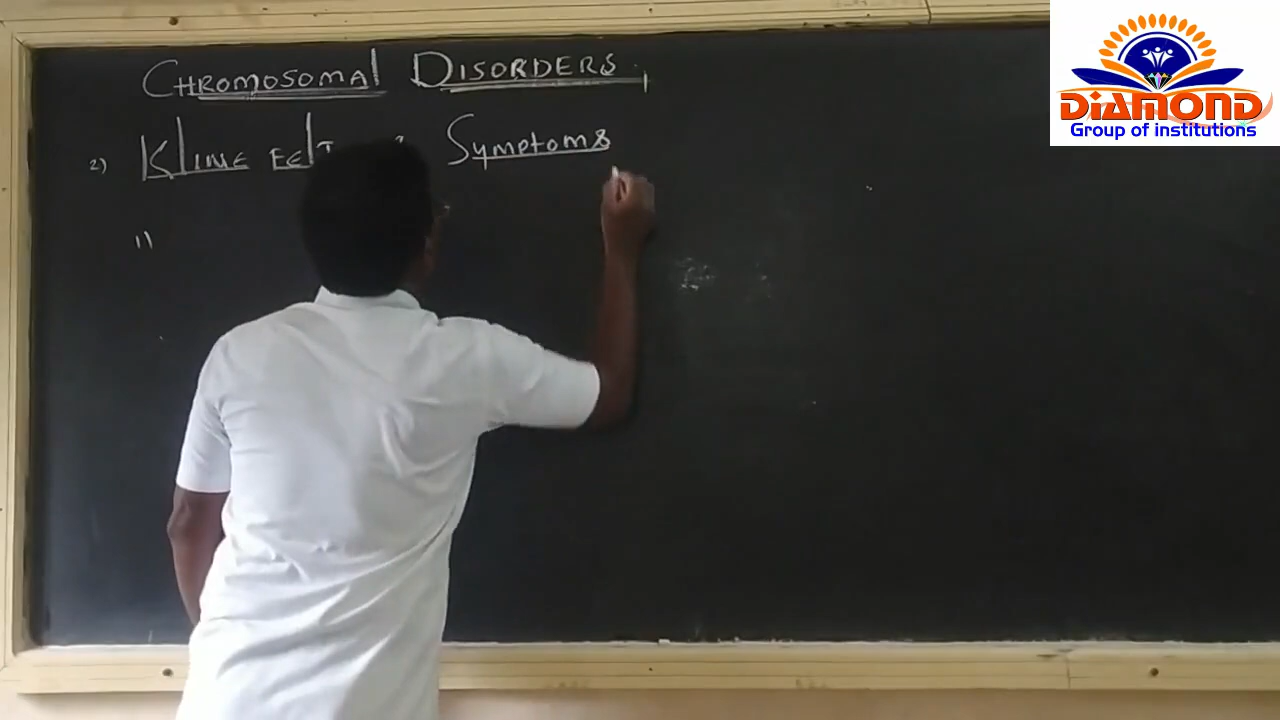 CHROMOSOMAL DISORDERS
2) KLINE FELT SYMPTOMS
1)
DIAMOND
Group of institutions